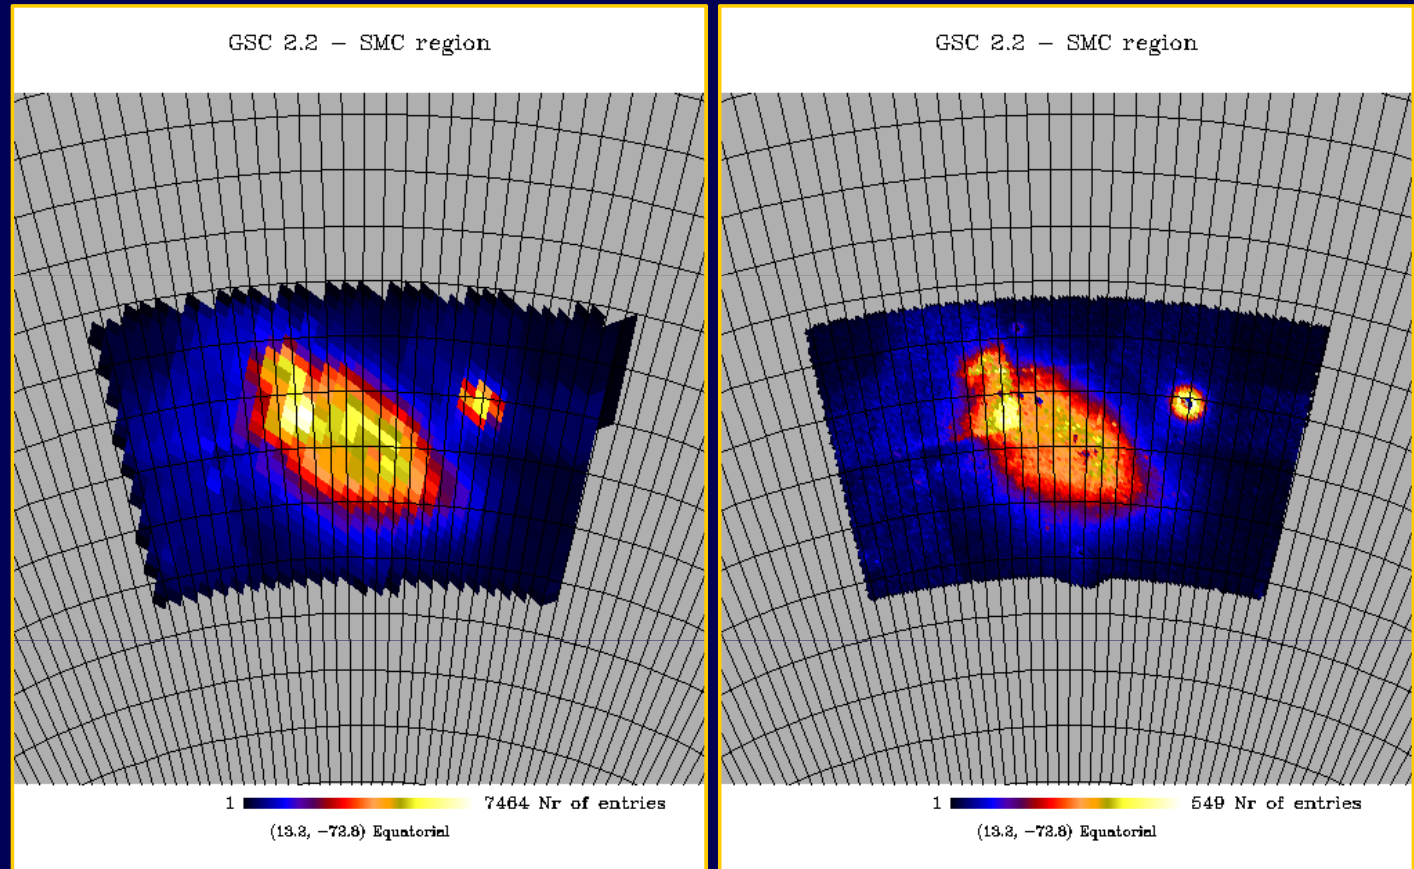 GSC 2.2 – SMC region
1 7464 Nr of entries
(13.2, −72.8) Equatorial
GSC 2.2 – SMC region
1 549 Nr of entries
(13.2, −72.8) Equatorial